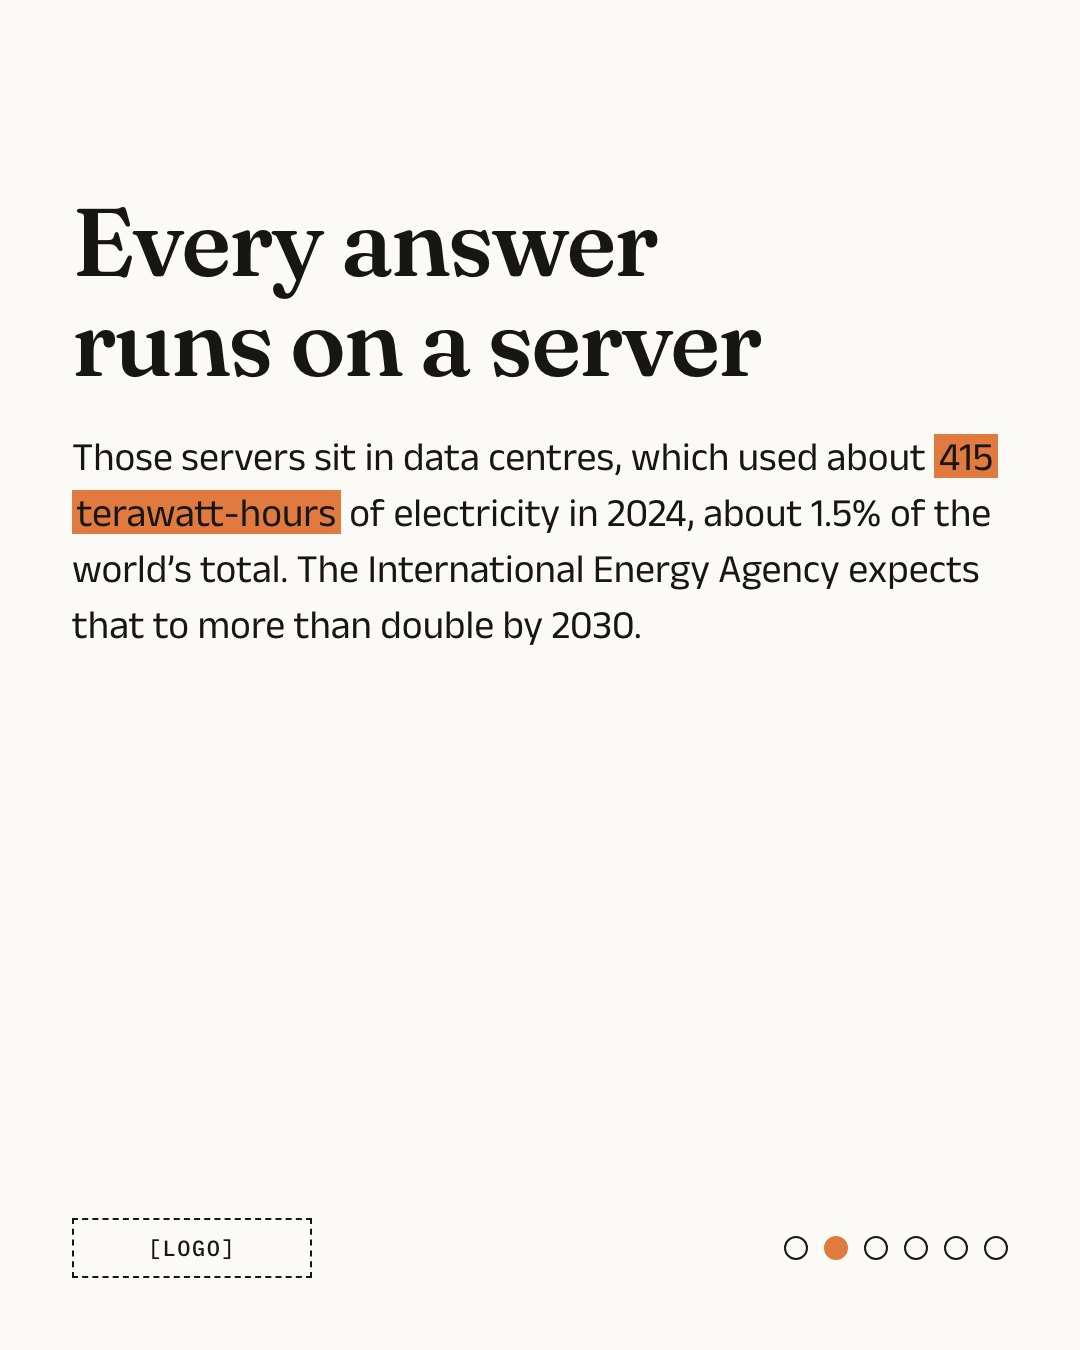 Every answer
runs on a server
Those servers sit in data centres, which used about 415
terawatt-hours of electricity in 2024, about 1.5% of the
world’s total. The International Energy Agency expects
that to more than double by 2030.
[LOGO]